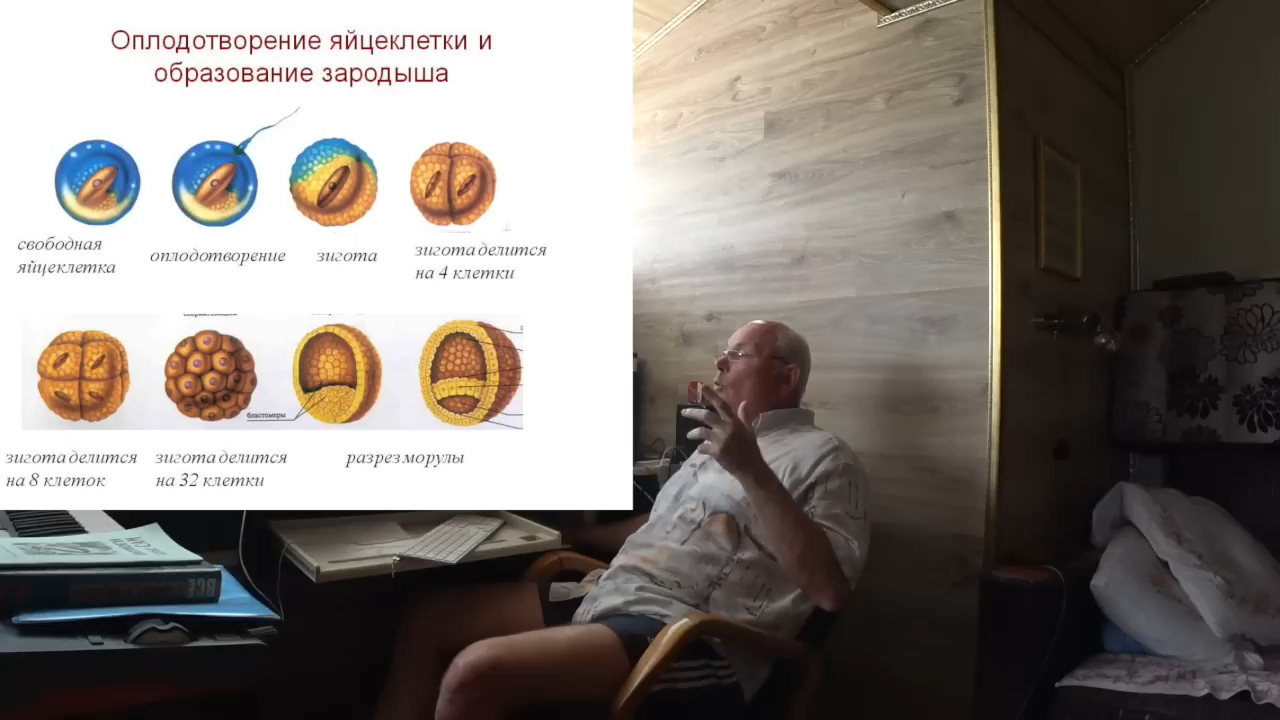 Оплодотворение яйцеклетки и
образование зародыша
свободная
яйцеклетка
оплодотворение
зигота
зигота делится
на 4 клетки
бластомеры
зигота делится
на 8 клеток
зигота делится
на 32 клетки
разрез морулы
ВСЕ